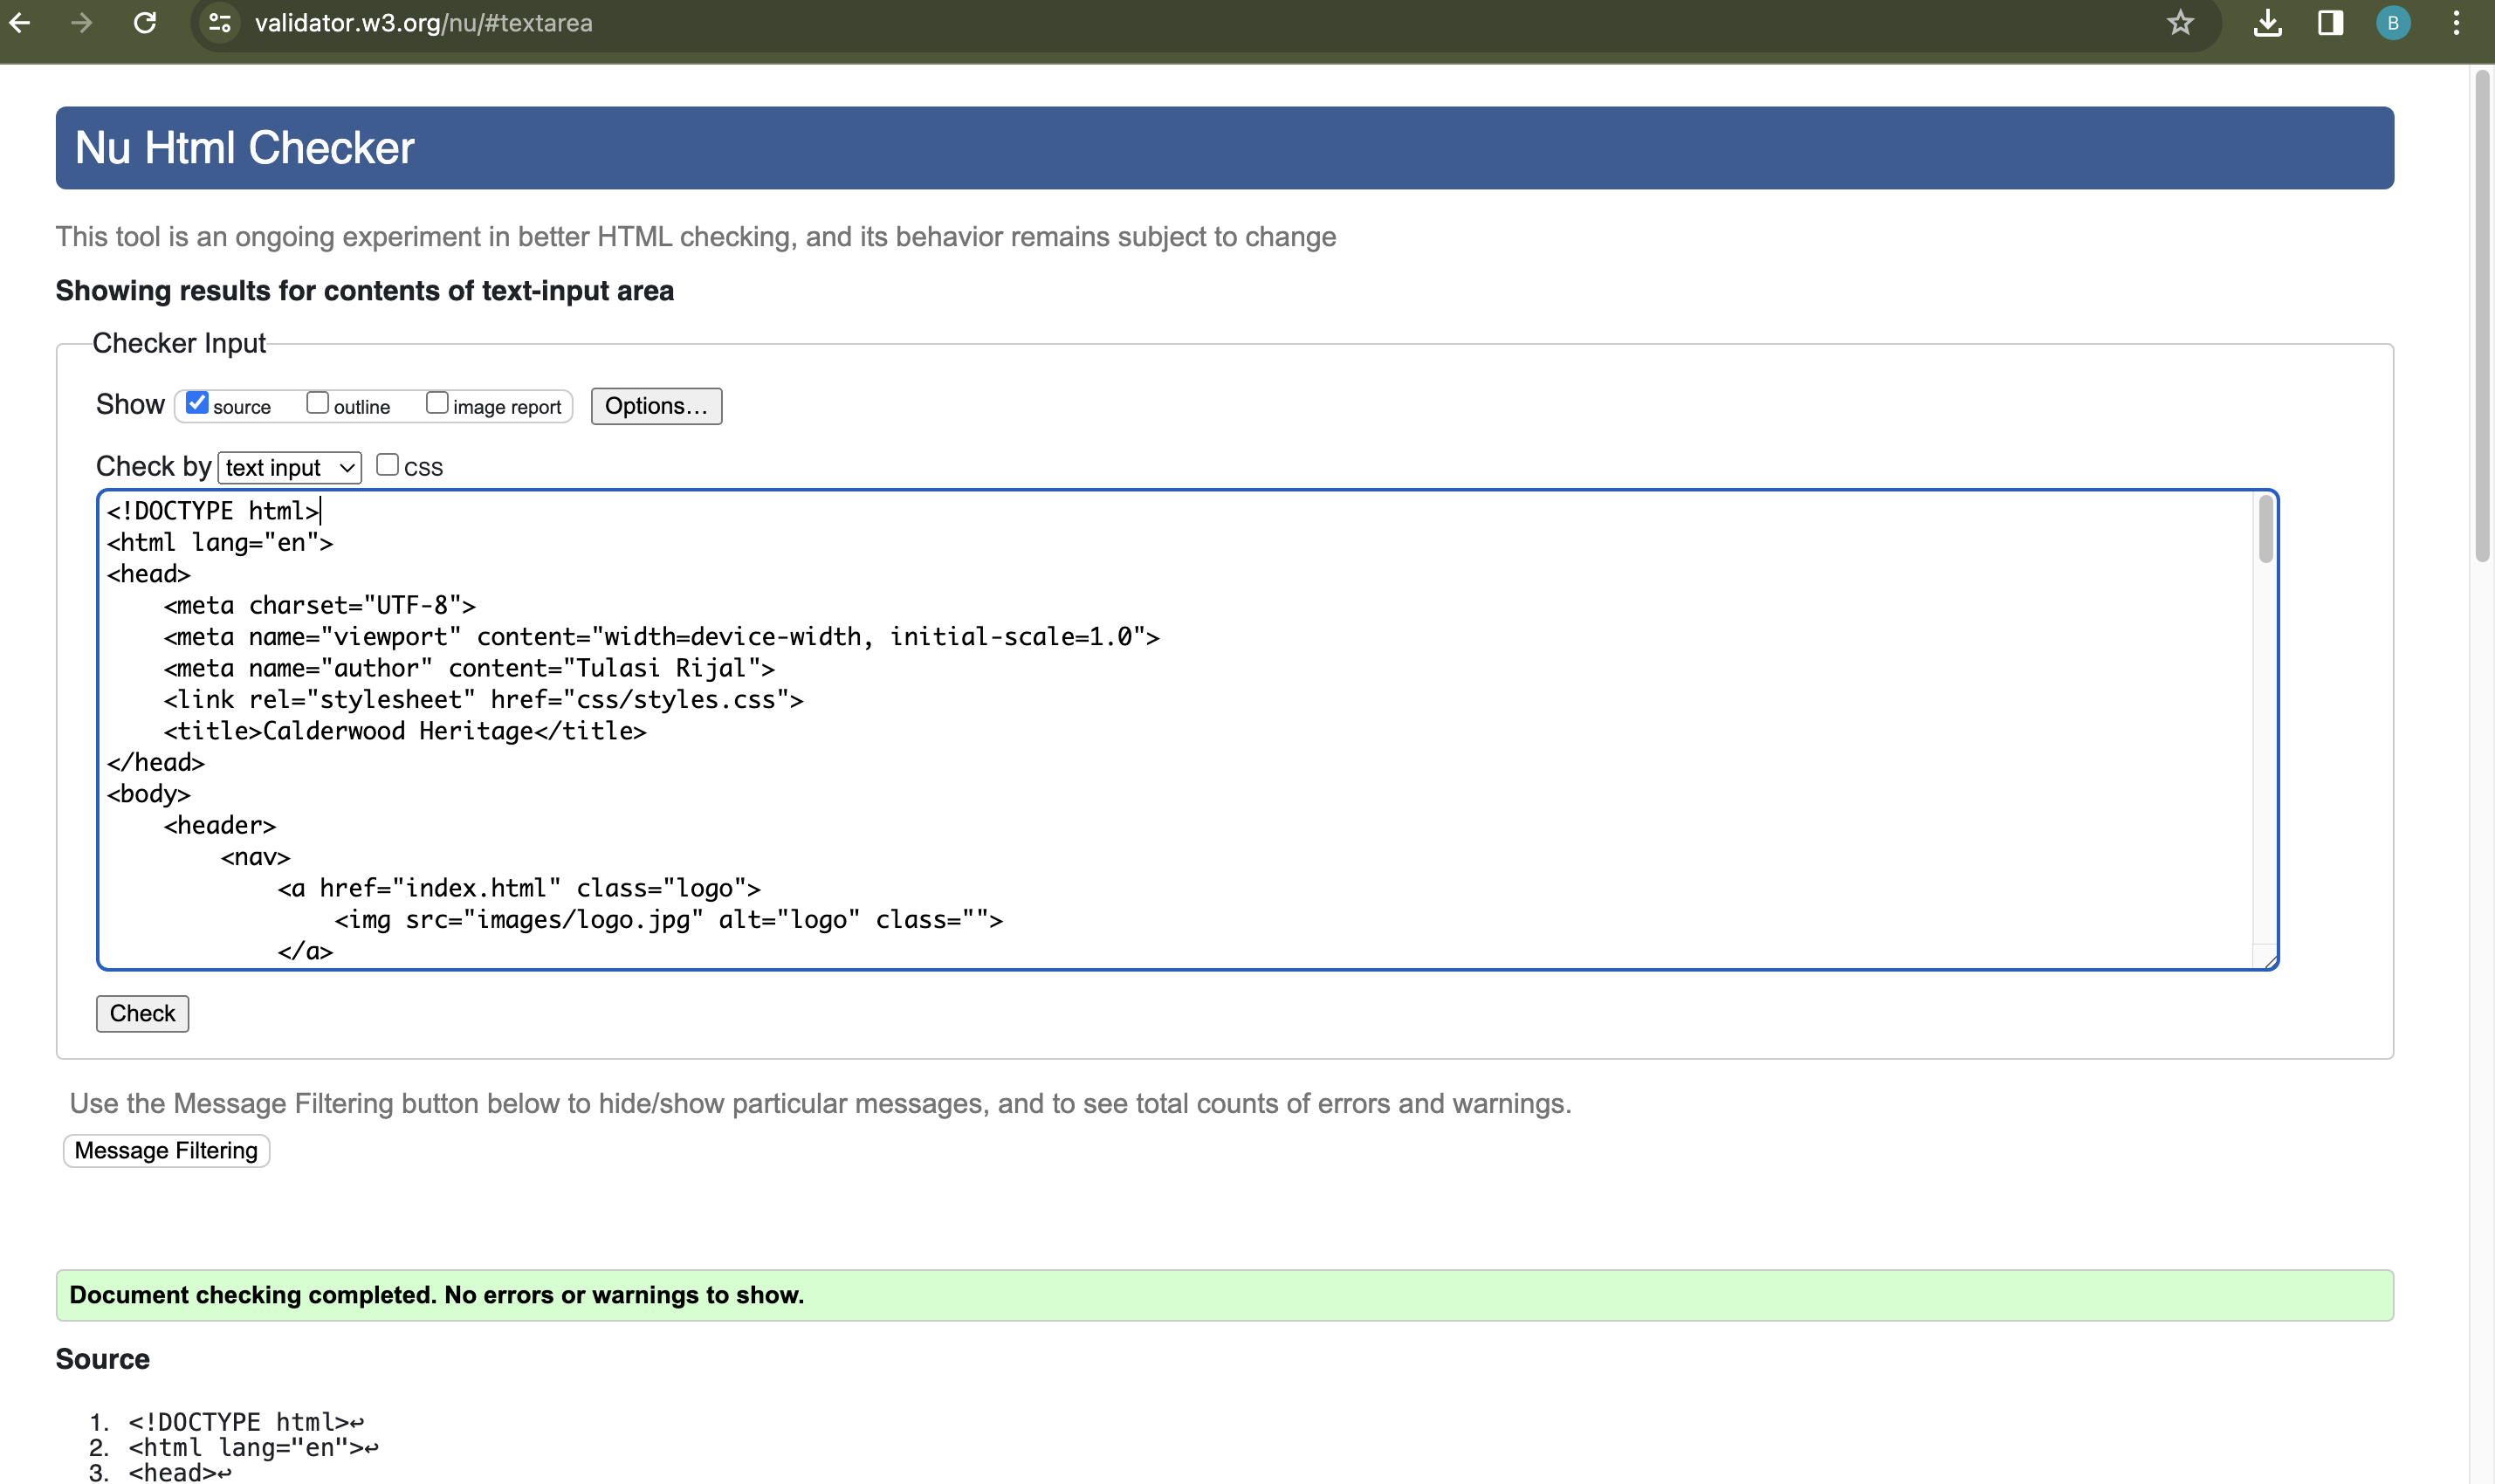 validator.w3.org/nu/#textarea
B
Nu Html Checker
This tool is an ongoing experiment in better HTML checking, and its behavior remains subject to change
Showing results for contents of text-input area
Checker Input
Show source outline image report Options...
Check by text input CSS
<!DOCTYPE html>
<html lang="en">
<head>
    <meta charset="UTF-8">
    <meta name="viewport" content="width=device-width, initial-scale=1.0">
    <meta name="author" content="Tulasi Rijal">
    <link rel="stylesheet" href="css/styles.css">
    <title>Calderwood Heritage</title>
</head>
<body>
    <header>
        <nav>
            <a href="index.html" class="logo">
                <img src="images/logo.jpg" alt="logo" class="">
            </a>
Check
Use the Message Filtering button below to hide/show particular messages, and to see total counts of errors and warnings.
Message Filtering
Document checking completed. No errors or warnings to show.
Source
1. <!DOCTYPE html>↩
2. <html lang="en">↩
3. <head>↩